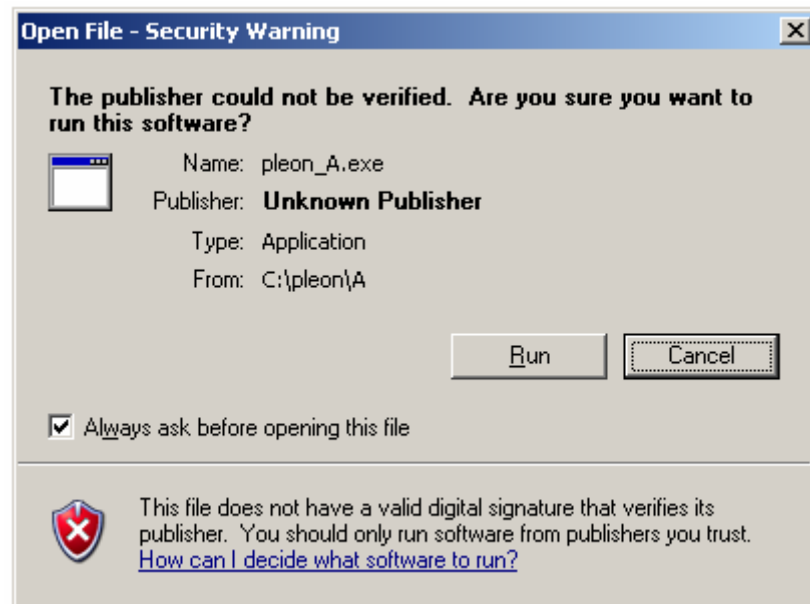 Open File - Security Warning
The publisher could not be verified.  Are you sure you want to
run this software?
Name: pleon_A.exe
Publisher: Unknown Publisher
Type: Application
From: C:\pleon\A
Run Cancel
Always ask before opening this file
This file does not have a valid digital signature that verifies its
publisher.  You should only run software from publishers you trust.
How can I decide what software to run?